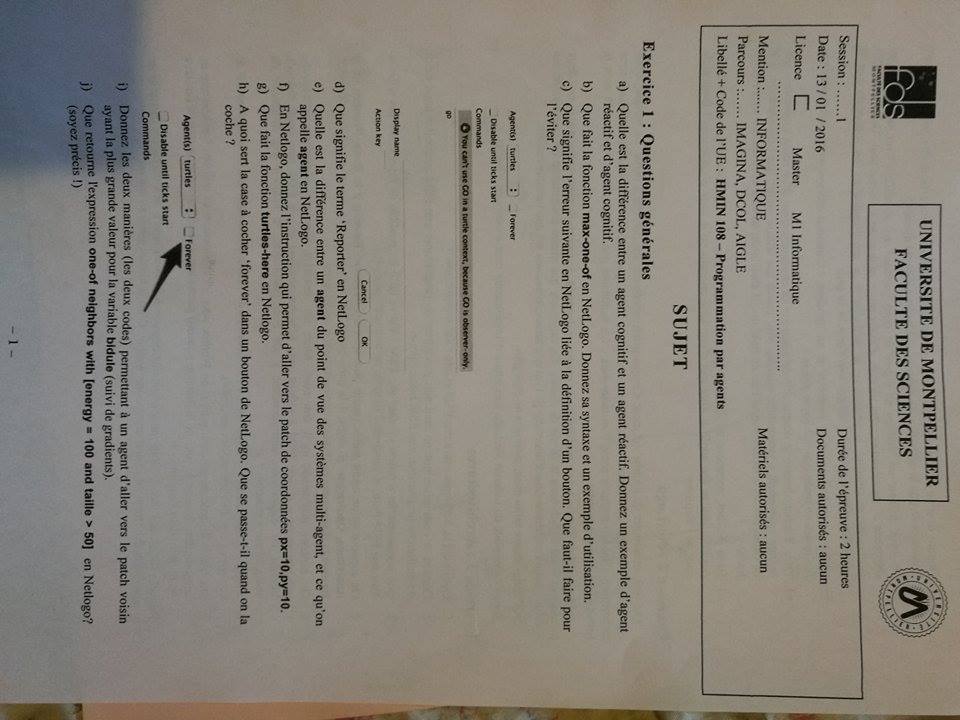 fds
FACULTE DES SCIENCES
MONTPELLIER
UNIVERSITE DE MONTPELLIER
FACULTE DES SCIENCES
UNIVERSITÉ
MONTPELLIER
Session : ......1
Durée de l'épreuve : 2 heures
Date : 13 / 01 / 2016
Documents autorisés : aucun
Licence Master M1 Informatique
Mention :...... INFORMATIQUE
Matériels autorisés : aucun
Parcours :...... IMAGINA, DCOL, AIGLE
Libellé + Code de l'UE : HMIN 108 – Programmation par agents
SUJET
Exercice 1 : Questions générales
a) Quelle est la différence entre un agent cognitif et un agent réactif. Donnez un exemple d'agent
réactif et d'agent cognitif.
b) Que fait la fonction max-one-of en NetLogo. Donnez sa syntaxe et un exemple d'utilisation.
c) Que signifie l'erreur suivante en NetLogo liée à la définition d'un bouton. Que faut-il faire pour
l'éviter ?
Agent(s) turtles Forever
Disable until ticks start
Commands
You can't use GO in a turtle context, because GO is observer-only.
go
Display name
Action key
Cancel OK
d) Que signifie le terme 'Reporter' en NetLogo
e) Quelle est la différence entre un agent du point de vue des systèmes multi-agent, et ce qu'on
appelle agent en NetLogo.
f) En Netlogo, donnez l'instruction qui permet d'aller vers le patch de coordonnées px=10,py=10.
g) Que fait la fonction turtles-here en Netlogo.
h) A quoi sert la case à cocher 'forever' dans un bouton de NetLogo. Que se passe-t-il quand on la
coche ?
Agent(s) turtles Forever
Disable until ticks start
Commands
i) Donnez les deux manières (les deux codes) permettant à un agent d'aller vers le patch voisin
ayant la plus grande valeur pour la variable bidule (suivi de gradients).
j) Que retourne l'expression one-of neighbors with [energy = 100 and taille > 50] en Netlogo?
(soyez précis !)
– 1 –